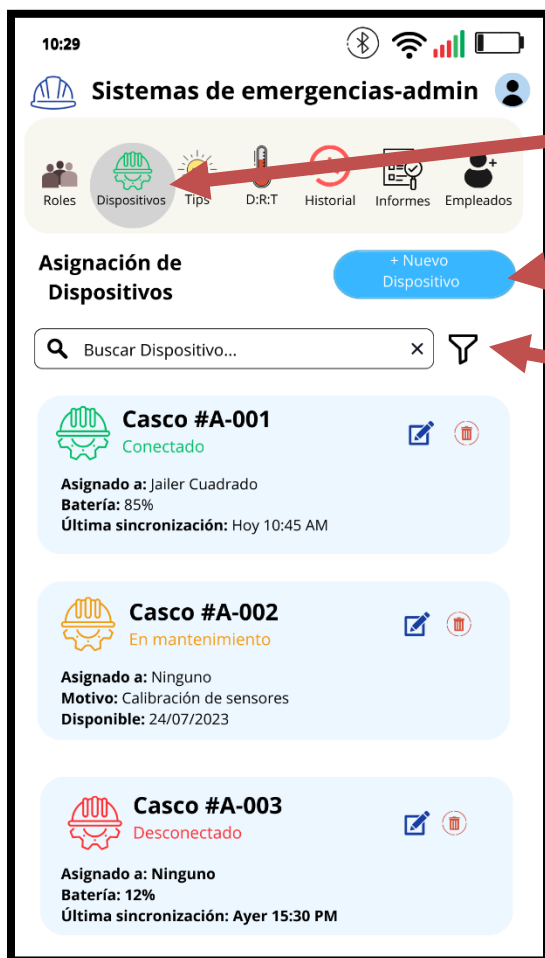 10:29
Sistemas de emergencias-admin
Roles Dispositivos Tips D:R:T Historial Informes Empleados
Asignación de
Dispositivos
+ Nuevo
Dispositivo
Buscar Dispositivo...
Casco #A-001
Conectado
Asignado a: Jailer Cuadrado
Batería: 85%
Última sincronización: Hoy 10:45 AM
Casco #A-002
En mantenimiento
Asignado a: Ninguno
Motivo: Calibración de sensores
Disponible: 24/07/2023
Casco #A-003
Desconectado
Asignado a: Ninguno
Batería: 12%
Última sincronización: Ayer 15:30 PM